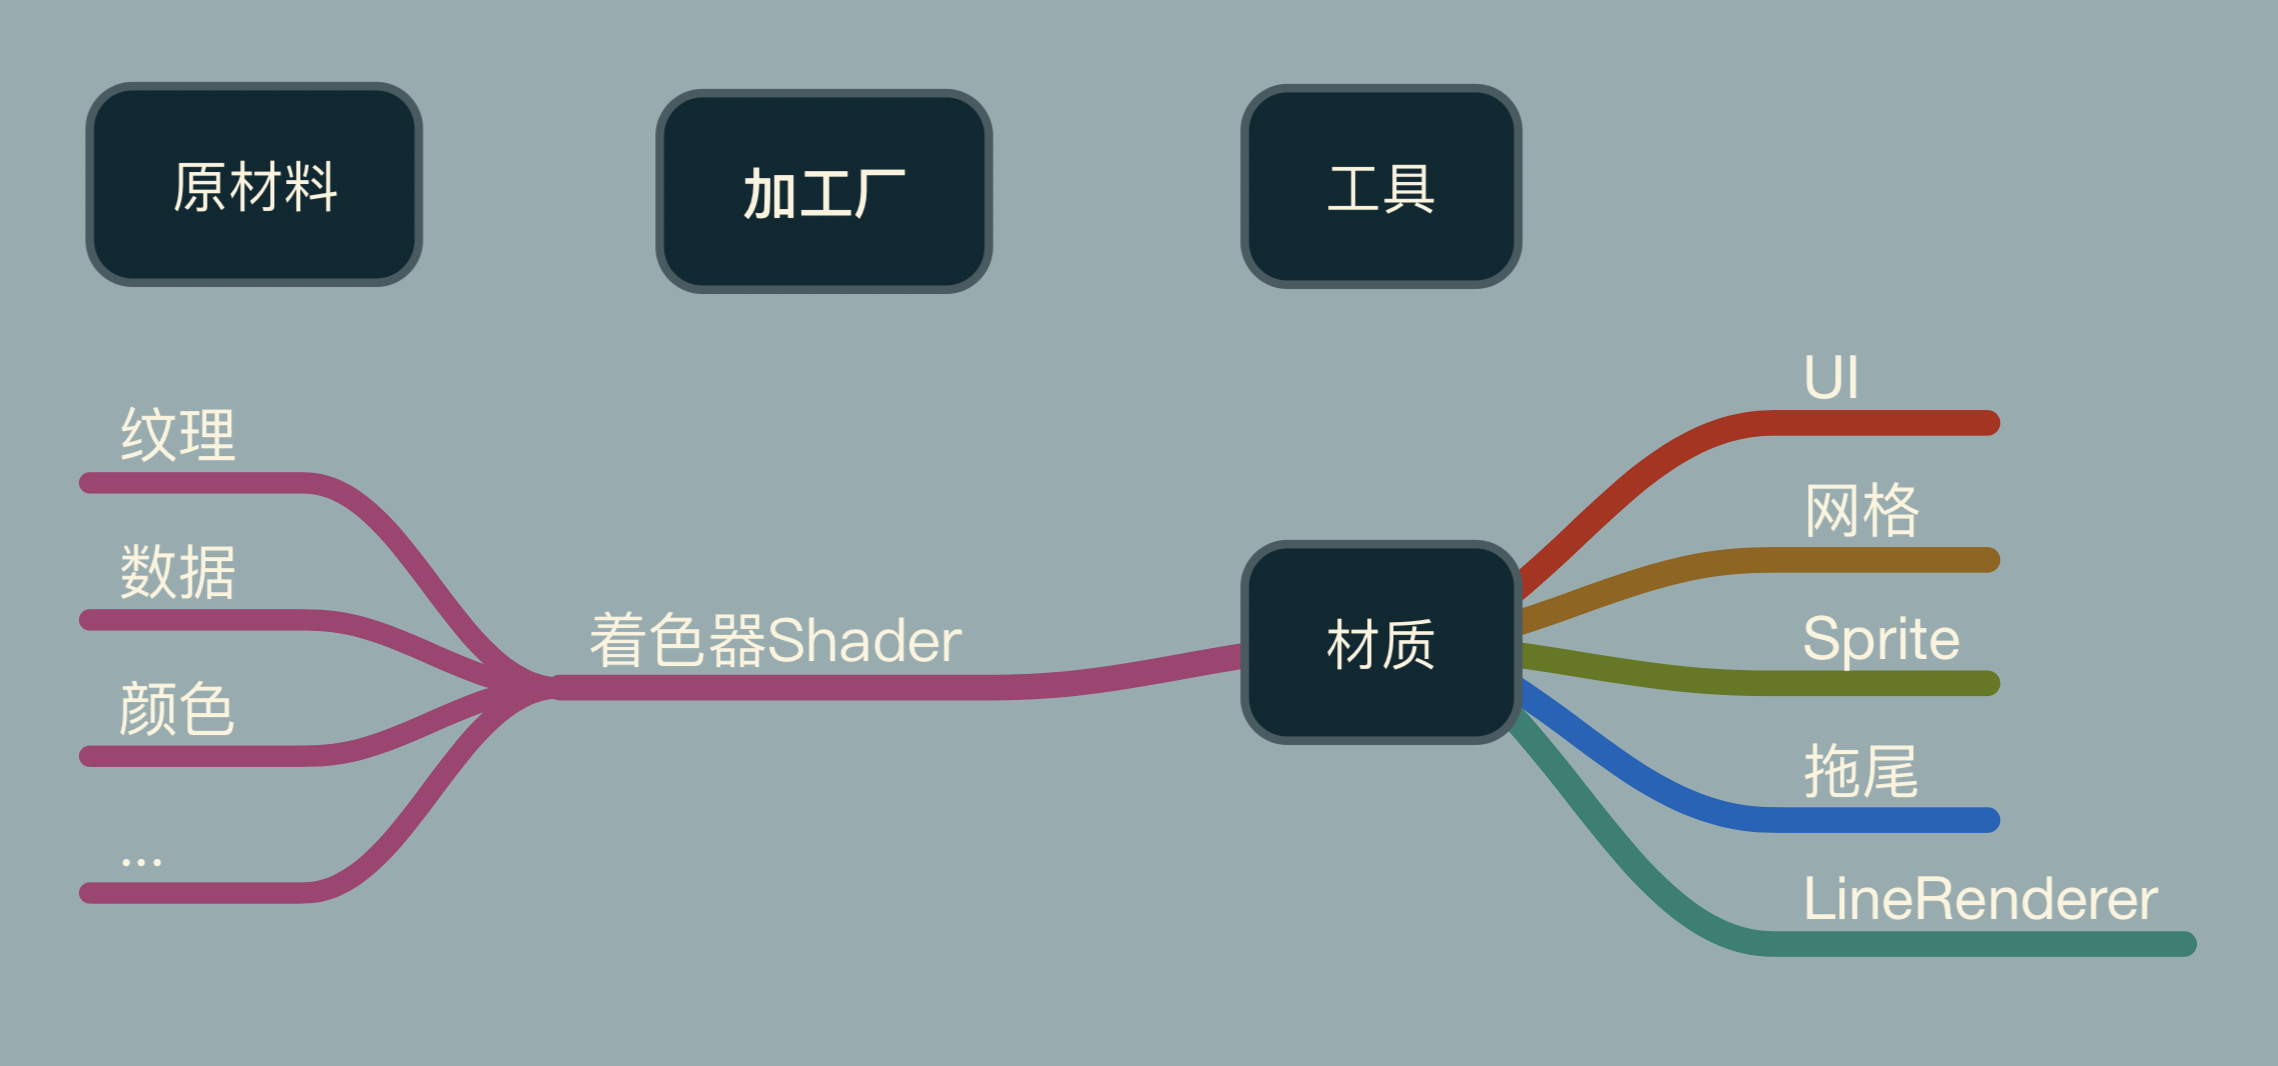 原材料
加工厂
工具
纹理
数据
颜色
...
着色器Shader
材质
UI
网格
Sprite
拖尾
LineRenderer